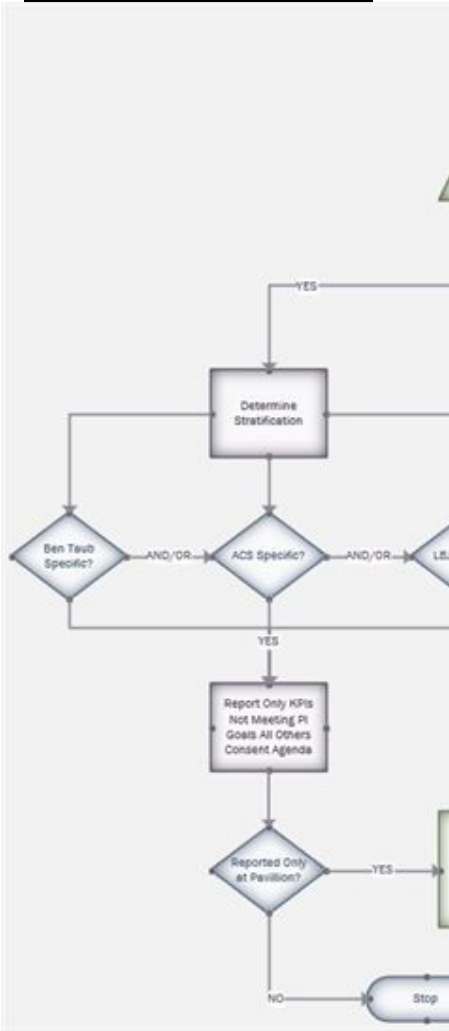 YES
Determine
Stratification
Ben Taub
Specific?
AND/OR
ACS Specific?
AND/OR
YES
Report Only KPIs
Not Meeting PI
Goals All Others
Consent Agenda
Reported Only
at Pavillion?
YES
NO
Stop